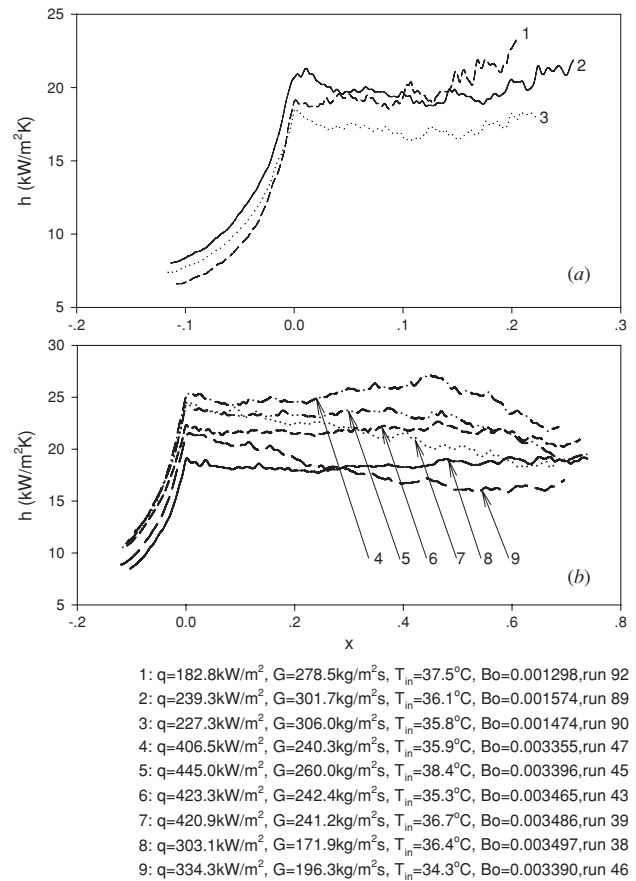 25
1
2
20
3
15
h (kW/m²K)
10
(a)
5
-.2 -.1 0.0 .1 .2 .3
30
25
20
h (kW/m²K)
15
10
4 5 6 7 8 9
(b)
5
-.2 0.0 .2 .4 .6 .8
x
1: q=182.8kW/m², G=278.5kg/m²s, Tin=37.5°C, Bo=0.001298,run 92
2: q=239.3kW/m², G=301.7kg/m²s, Tin=36.1°C, Bo=0.001574,run 89
3: q=227.3kW/m², G=306.0kg/m²s, Tin=35.8°C, Bo=0.001474,run 90
4: q=406.5kW/m², G=240.3kg/m²s, Tin=35.9°C, Bo=0.003355,run 47
5: q=445.0kW/m², G=260.0kg/m²s, Tin=38.4°C, Bo=0.003396,run 45
6: q=423.3kW/m², G=242.4kg/m²s, Tin=35.3°C, Bo=0.003465,run 43
7: q=420.9kW/m², G=241.2kg/m²s, Tin=36.7°C, Bo=0.003486,run 39
8: q=303.1kW/m², G=171.9kg/m²s, Tin=36.4°C, Bo=0.003497,run 38
9: q=334.3kW/m², G=196.3kg/m²s, Tin=34.3°C, Bo=0.003390,run 46